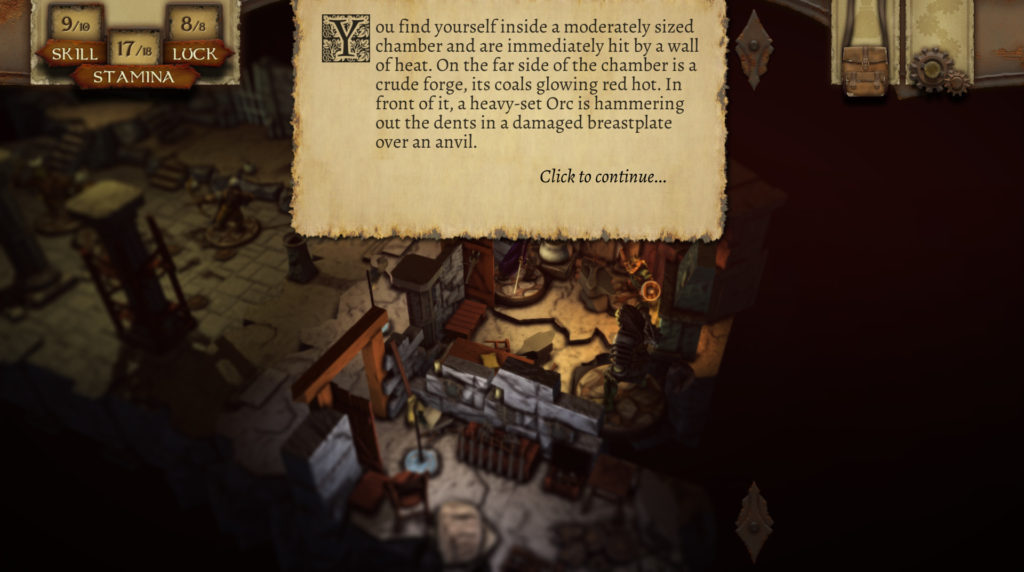 9/10
8/8
SKILL
17/18
LUCK
STAMINA
You find yourself inside a moderately sized
chamber and are immediately hit by a wall
of heat. On the far side of the chamber is a
crude forge, its coals glowing red hot. In
front of it, a heavy-set Orc is hammering
out the dents in a damaged breastplate
over an anvil.
Click to continue...